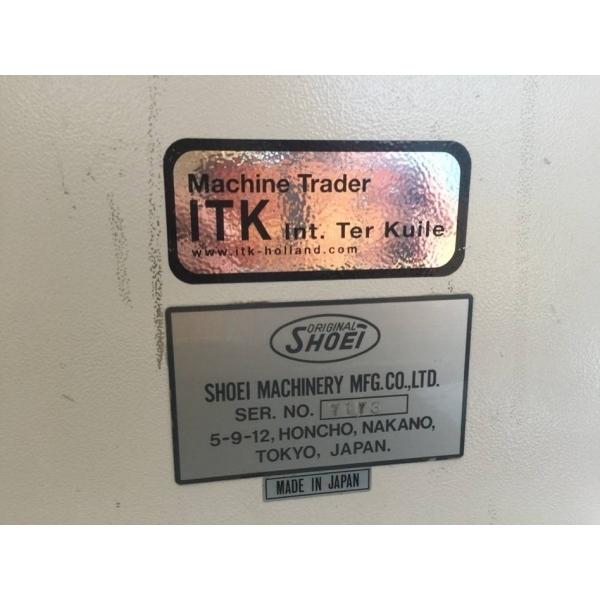 Machine Trader
ITK Int. Ter Kuile
www.itk-holland.com
ORIGINAL
SHOEI
SHOEI MACHINERY MFG.CO.,LTD.
SER. NO.
5-9-12, HONCHO, NAKANO,
TOKYO, JAPAN.
MADE IN JAPAN